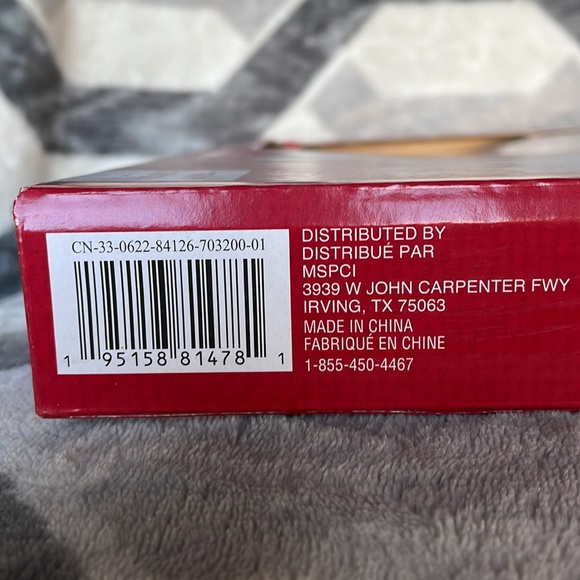 CN-33-0622-84126-703200-01
1 95158 81478 1
DISTRIBUTED BY
DISTRIBUÉ PAR
MSPCI
3939 W JOHN CARPENTER FWY
IRVING, TX 75063
MADE IN CHINA
FABRIQUÉ EN CHINE
1-855-450-4467